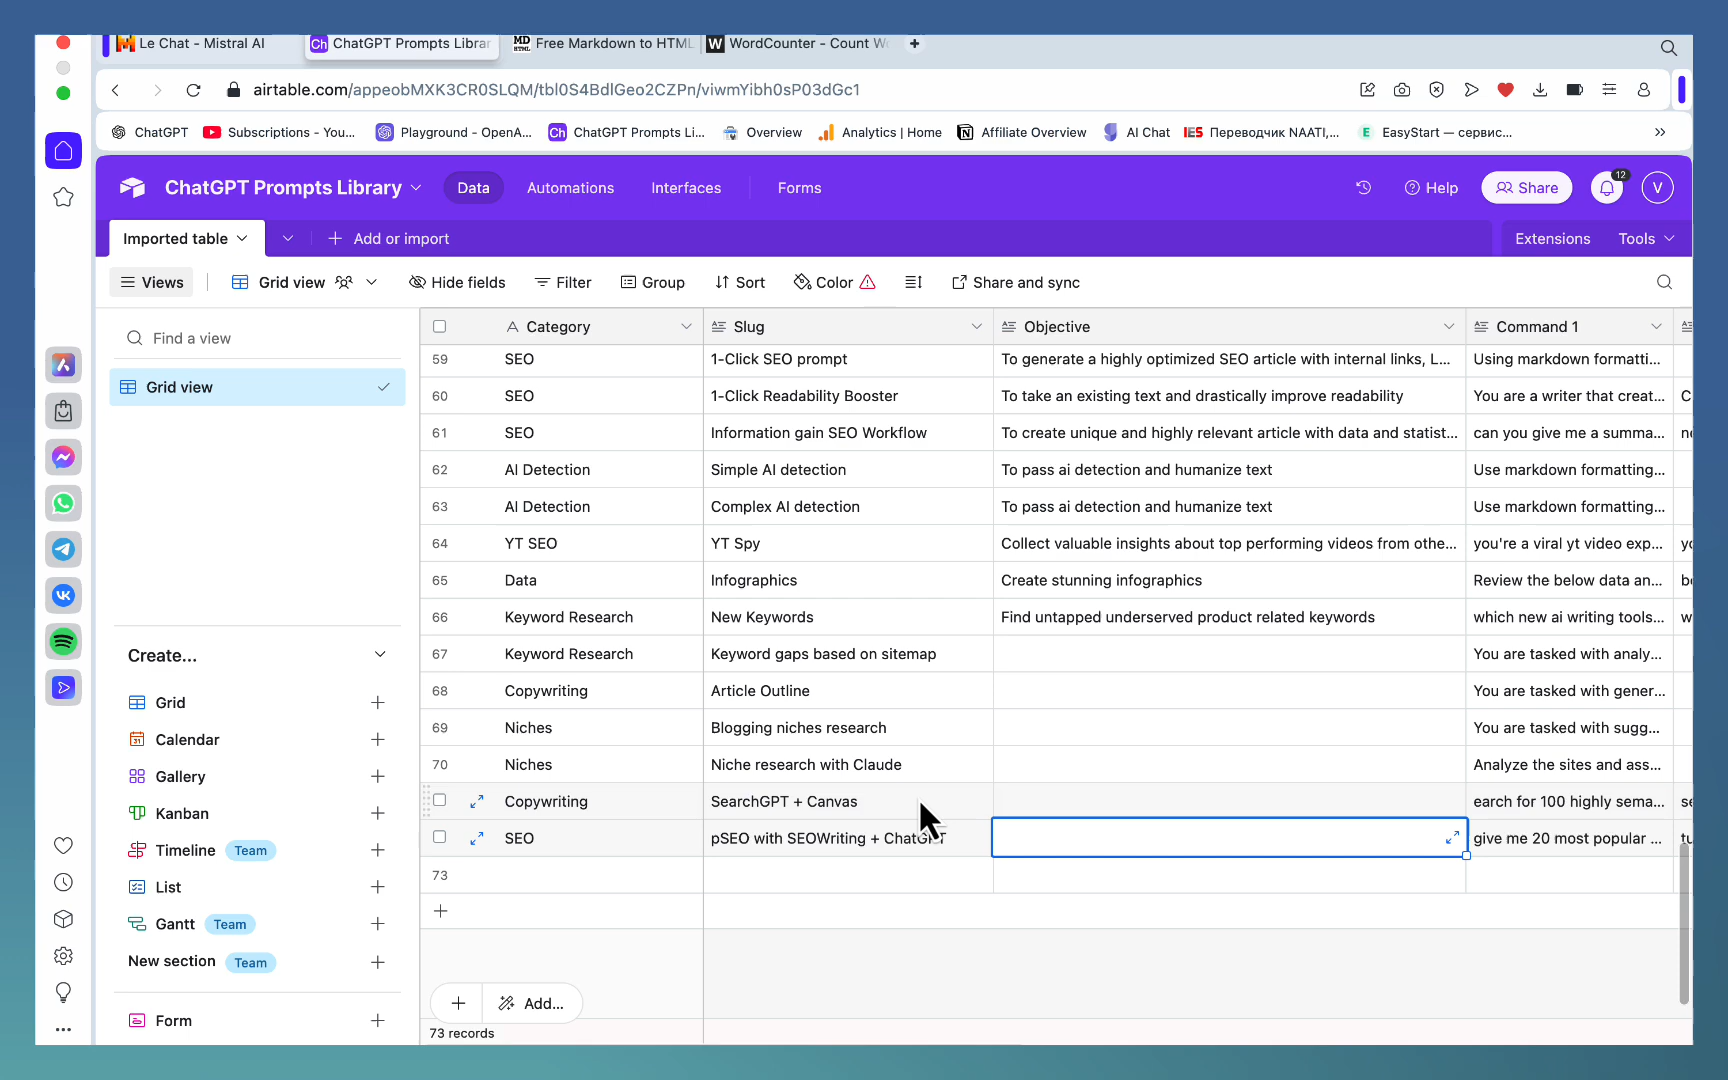 Le Chat - Mistral AI
ChatGPT Prompts Librar
Free Markdown to HTML
WordCounter - Count W
airtable.com/appeobMXK3CR0SLQM/tbl0S4BdlGeo2CZPn/viwmYibh0sP03dGc1
ChatGPT
Subscriptions - You...
Playground - OpenA...
ChatGPT Prompts Li...
Overview
Analytics | Home
Affiliate Overview
AI Chat
Переводчик NAATI,...
EasyStart — сервис...
ChatGPT Prompts Library
Data
Automations
Interfaces
Forms
Help
Share
12
V
Imported table
Add or import
Extensions
Tools
Views
Grid view
Hide fields
Filter
Group
Sort
Color
Share and sync
Find a view
Grid view
Create...
Grid
Calendar
Gallery
Kanban
Timeline Team
List
Gantt Team
New section Team
Form
Category Slug Objective Command 1
59 SEO 1-Click SEO prompt To generate a highly optimized SEO article with internal links, L... Using markdown formatti...
60 SEO 1-Click Readability Booster To take an existing text and drastically improve readability You are a writer that creat... C
61 SEO Information gain SEO Workflow To create unique and highly relevant article with data and statist... can you give me a summa...
62 AI Detection Simple AI detection To pass ai detection and humanize text Use markdown formatting...
63 AI Detection Complex AI detection To pass ai detection and humanize text Use markdown formatting...
64 YT SEO YT Spy Collect valuable insights about top performing videos from othe... you're a viral yt video exp...
65 Data Infographics Create stunning infographics Review the below data an...
66 Keyword Research New Keywords Find untapped underserved product related keywords which new ai writing tools...
67 Keyword Research Keyword gaps based on sitemap You are tasked with analy...
68 Copywriting Article Outline You are tasked with gener...
69 Niches Blogging niches research You are tasked with sugg...
70 Niches Niche research with Claude Analyze the sites and ass...
Copywriting SearchGPT + Canvas earch for 100 highly sema...
SEO pSEO with SEOWriting + ChatGPT give me 20 most popular ...
73
Add...
73 records